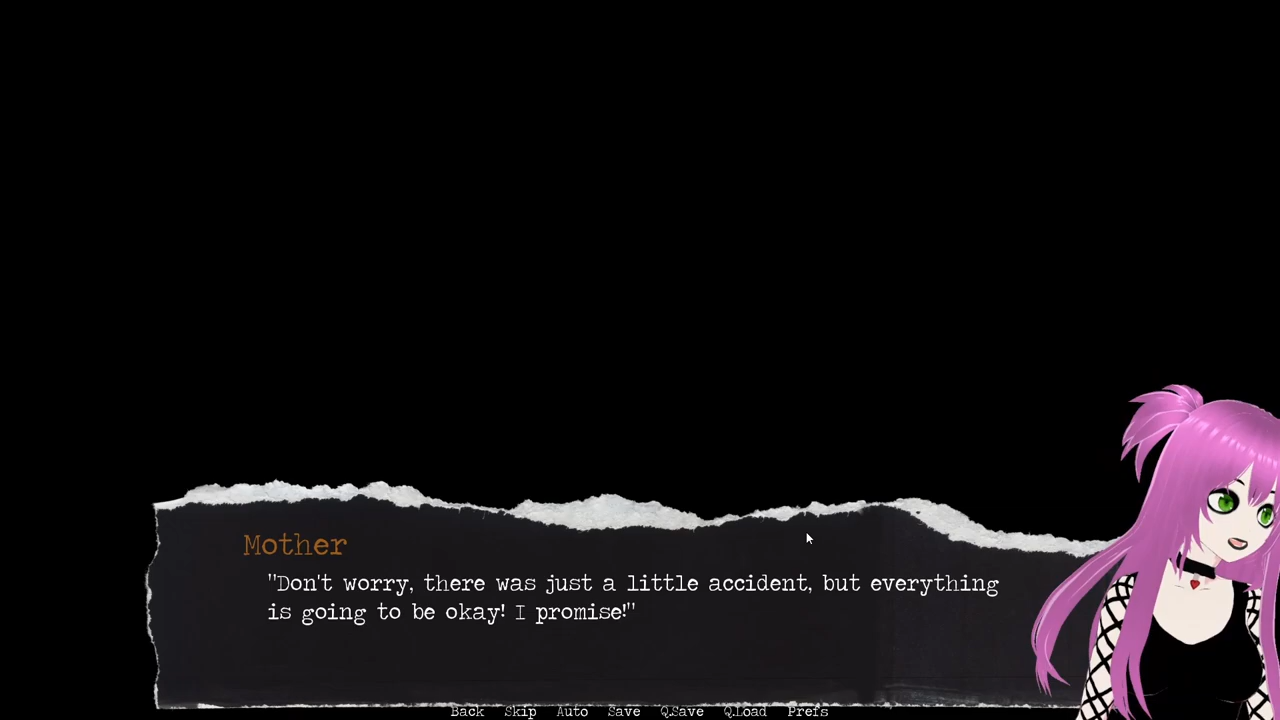 Mother
"Don't worry, there was just a little accident, but everything
is going to be okay! I promise!"
Back Skip Auto Save Q.Save Q.Load Prefs